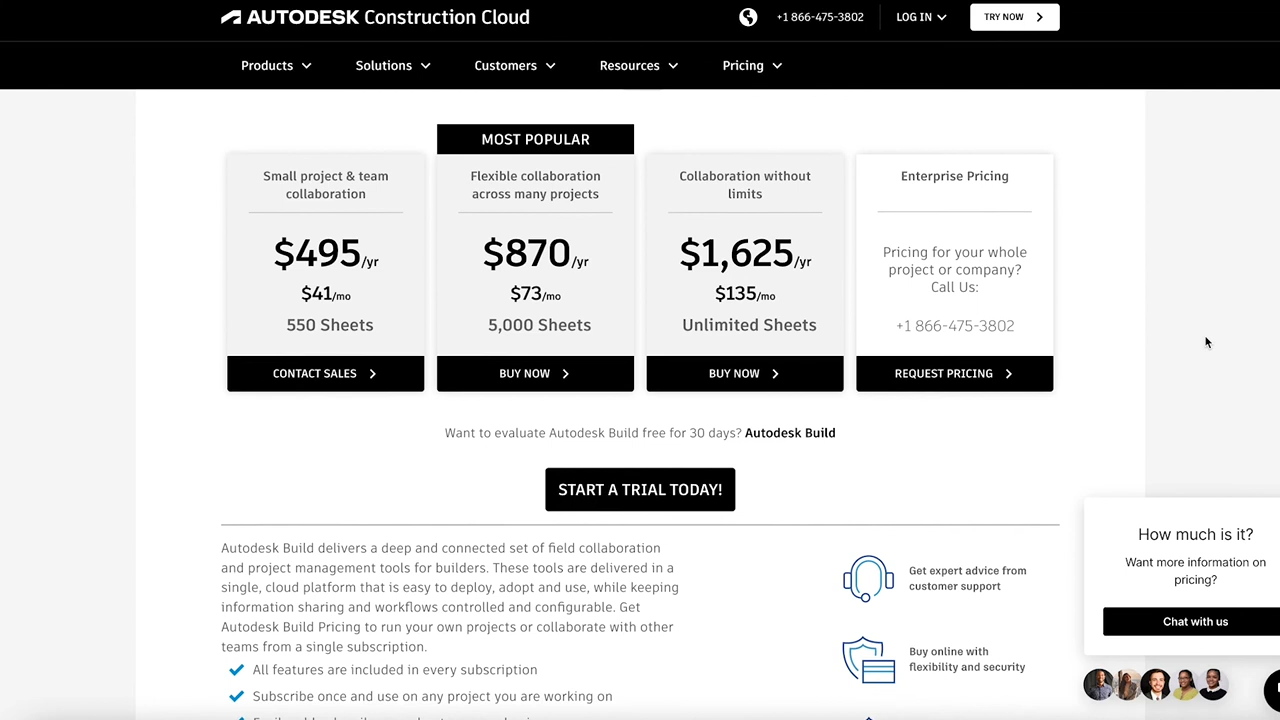 AUTODESK Construction Cloud
+1 866-475-3802
LOG IN
TRY NOW
Products
Solutions
Customers
Resources
Pricing
MOST POPULAR
Small project & team
collaboration
$495/yr
$41/mo
550 Sheets
CONTACT SALES
Flexible collaboration
across many projects
$870/yr
$73/mo
5,000 Sheets
BUY NOW
Collaboration without
limits
$1,625/yr
$135/mo
Unlimited Sheets
BUY NOW
Enterprise Pricing
Pricing for your whole
project or company?
Call Us:
+1 866-475-3802
REQUEST PRICING
Want to evaluate Autodesk Build free for 30 days? Autodesk Build
START A TRIAL TODAY!
Autodesk Build delivers a deep and connected set of field collaboration
and project management tools for builders. These tools are delivered in a
single, cloud platform that is easy to deploy, adopt and use, while keeping
information sharing and workflows controlled and configurable. Get
Autodesk Build Pricing to run your own projects or collaborate with other
teams from a single subscription.
All features are included in every subscription
Subscribe once and use on any project you are working on
Get expert advice from
customer support
Buy online with
flexibility and security
How much is it?
Want more information on
pricing?
Chat with us